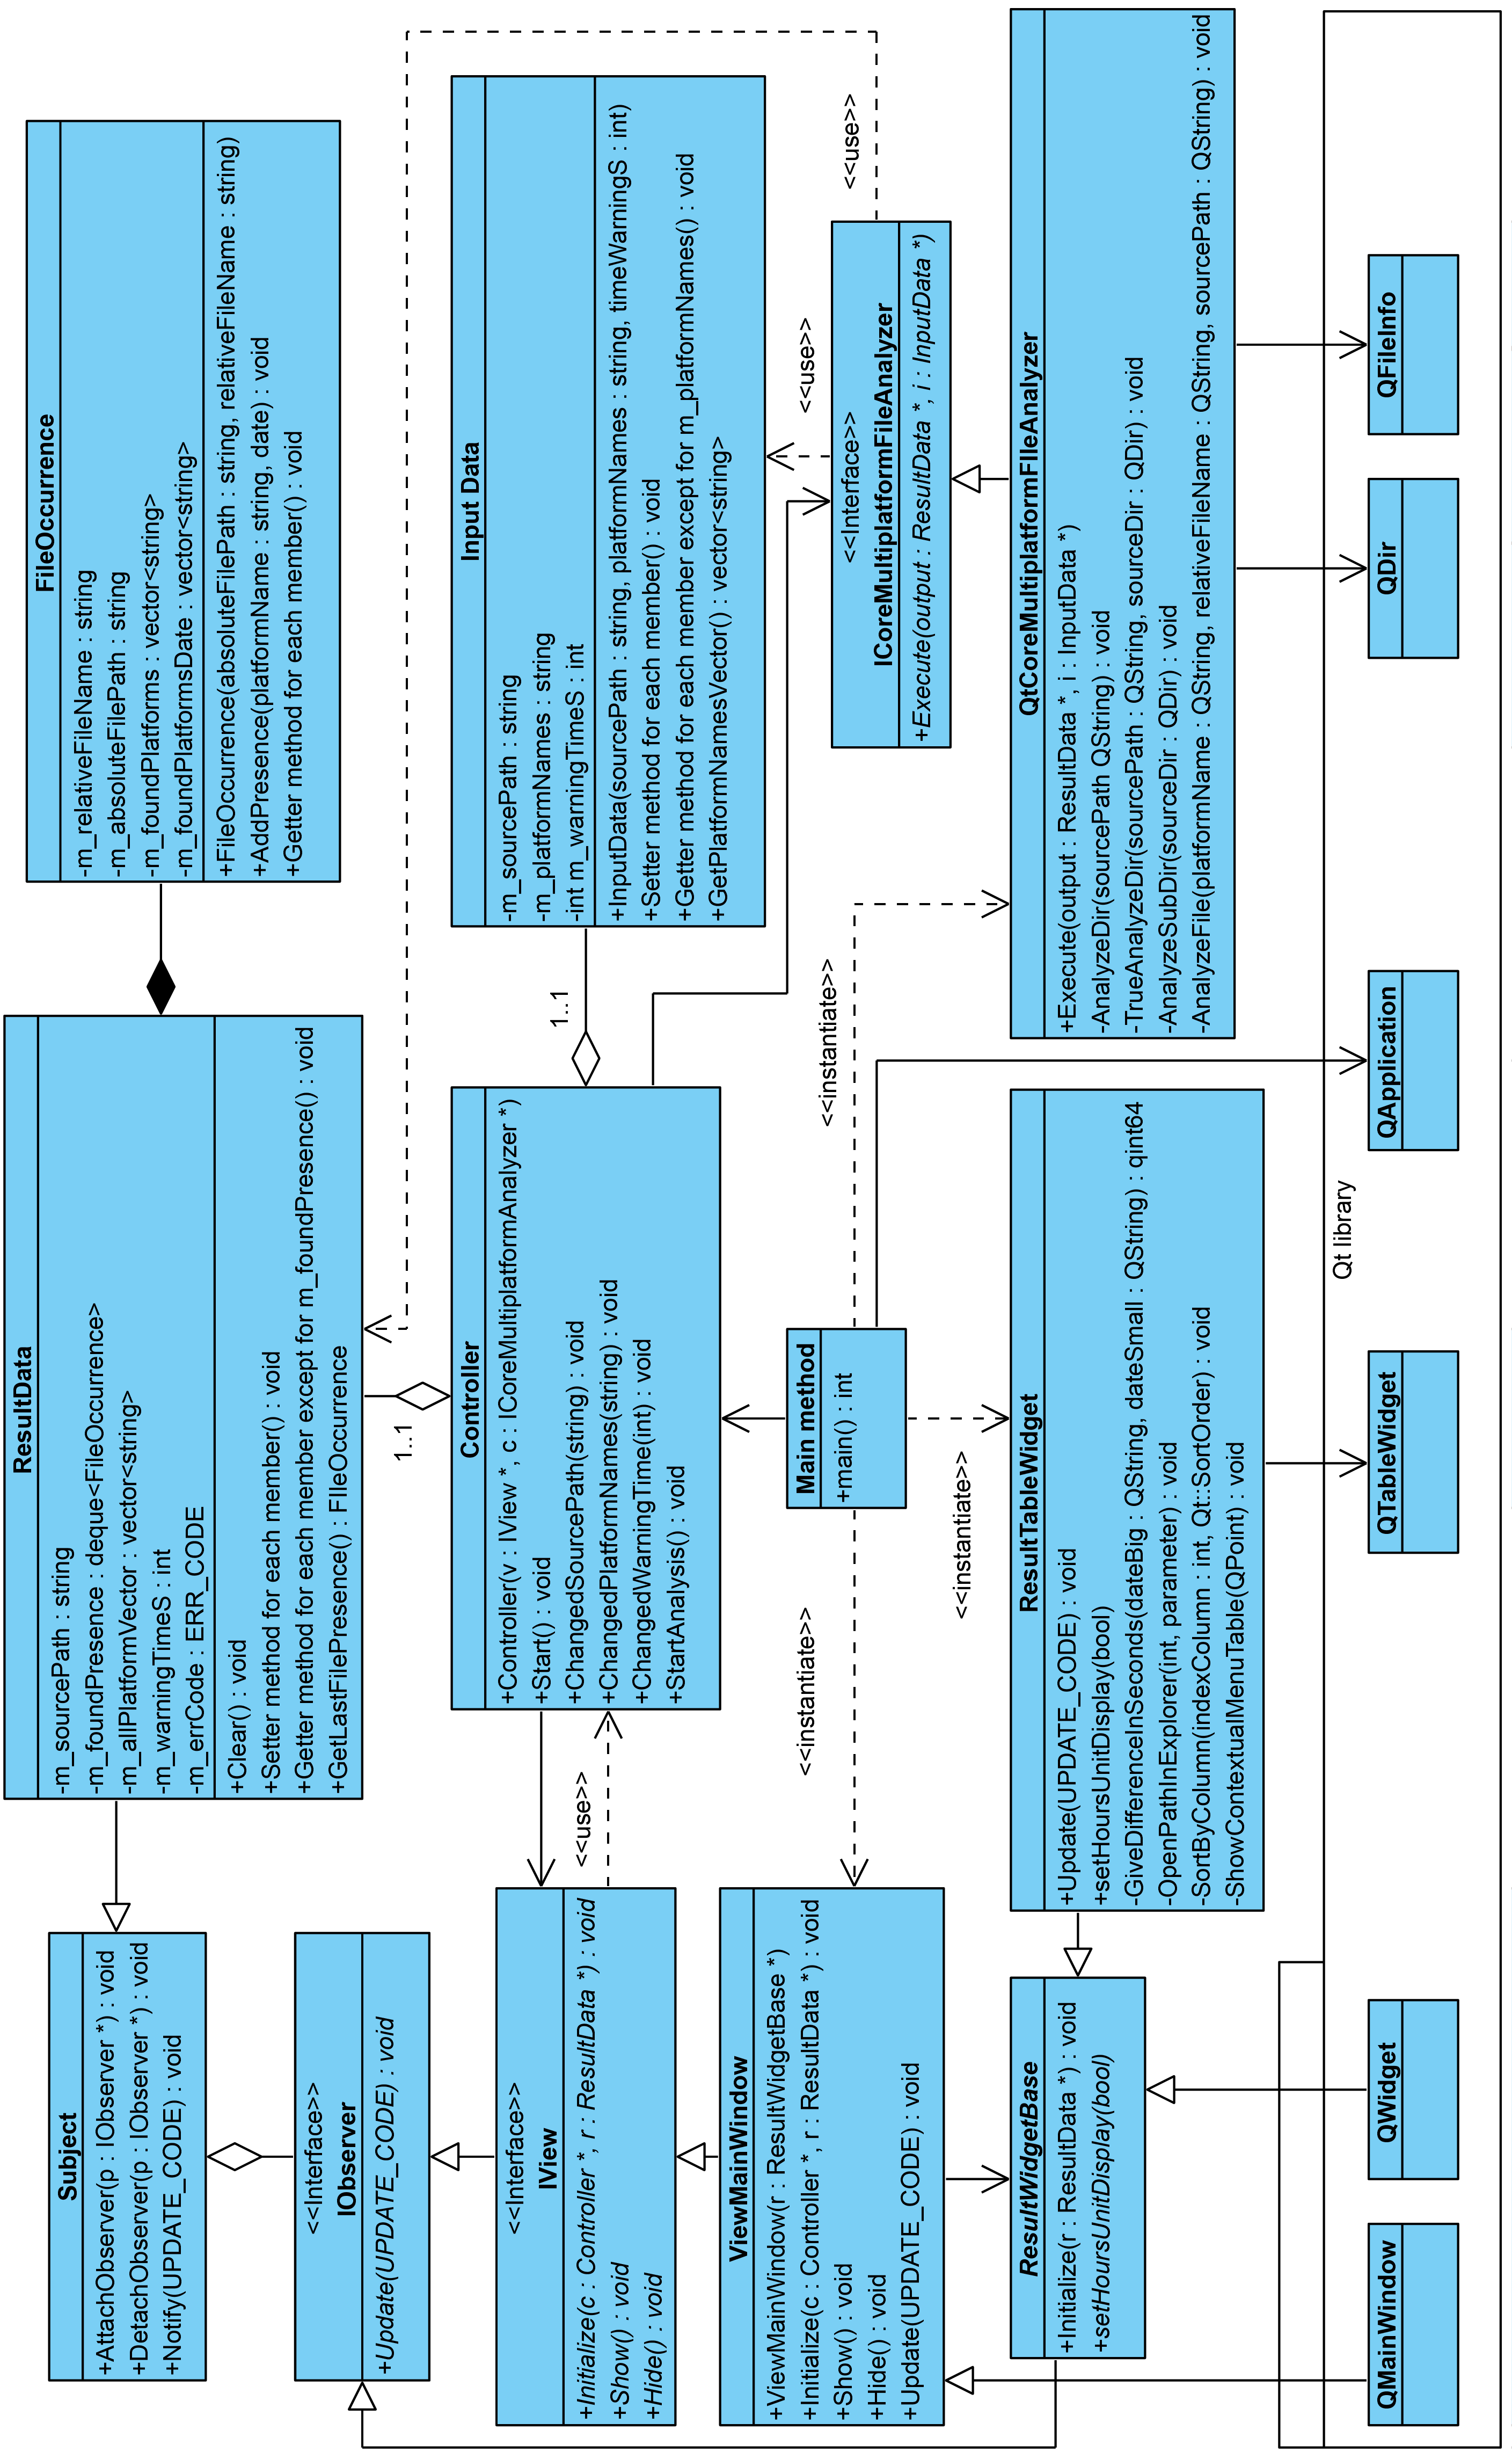 Subject
+AttachObserver(p : IObserver *) : void
+DetachObserver(p : IObserver *) : void
+Notify(UPDATE_CODE) : void
ResultData
-m_sourcePath : string
-m_foundPresence : deque<FileOccurrence>
-m_allPlatformVector : vector<string>
-m_warningTimeS : int
-m_errCode : ERR_CODE
+Clear() : void
+Setter method for each member() : void
+Getter method for each member except for m_foundPresence() : void
+GetLastFilePresence() : FIleOccurrence
FileOccurrence
-m_relativeFileName : string
-m_absoluteFilePath : string
-m_foundPlatforms : vector<string>
-m_foundPlatformsDate : vector<string>
+FileOccurrence(absoluteFilePath : string, relativeFileName : string)
+AddPresence(platformName : string, date) : void
+Getter method for each member() : void
<<Interface>>
IObserver
+Update(UPDATE_CODE) : void
1..1
1..1
<<Interface>>
IView
+Initialize(c : Controller *, r : ResultData *) : void
+Show() : void
+Hide() : void
<<use>>
Controller
+Controller(v : IView *, c : ICoreMultiplatformAnalyzer *)
+Start() : void
+ChangedSourcePath(string) : void
+ChangedPlatformNames(string) : void
+ChangedWarningTime(int) : void
+StartAnalysis() : void
Input Data
-m_sourcePath : string
-m_platformNames : string
-int m_warningTimeS : int
+InputData(sourcePath : string, platformNames : string, timeWarningS : int)
+Setter method for each member() : void
+Getter method for each member except for m_platformNames() : void
+GetPlatformNamesVector() : vector<string>
ViewMainWindow
+ViewMainWindow(r : ResultWidgetBase *)
+Initialize(c : Controller *, r : ResultData *) : void
+Show() : void
+Hide() : void
+Update(UPDATE_CODE) : void
<<instantiate>>
Main method
+main() : int
<<instantiate>>
<<instantiate>>
<<use>>
<<use>>
<<Interface>>
ICoreMultiplatformFileAnalyzer
+Execute(output : ResultData *, i : InputData *)
ResultWidgetBase
+Initialize(r : ResultData *) : void
+setHoursUnitDisplay(bool)
ResultTableWidget
+Update(UPDATE_CODE) : void
+setHoursUnitDisplay(bool)
-GiveDifferenceInSeconds(dateBig : QString, dateSmall : QString) : qint64
-OpenPathInExplorer(int, parameter) : void
-SortByColumn(indexColumn : int, Qt::SortOrder) : void
-ShowContextualMenuTable(QPoint) : void
QtCoreMultiplatformFIleAnalyzer
+Execute(output : ResultData *, i : InputData *)
-AnalyzeDir(sourcePath QString) : void
-TrueAnalyzeDir(sourcePath : QString, sourceDir : QDir) : void
-AnalyzeSubDir(sourceDir : QDir) : void
-AnalyzeFile(platformName : QString, relativeFileName : QString, sourcePath : QString) : void
Qt library
QMainWindow
QWidget
QTableWidget
QApplication
QDir
QFileInfo